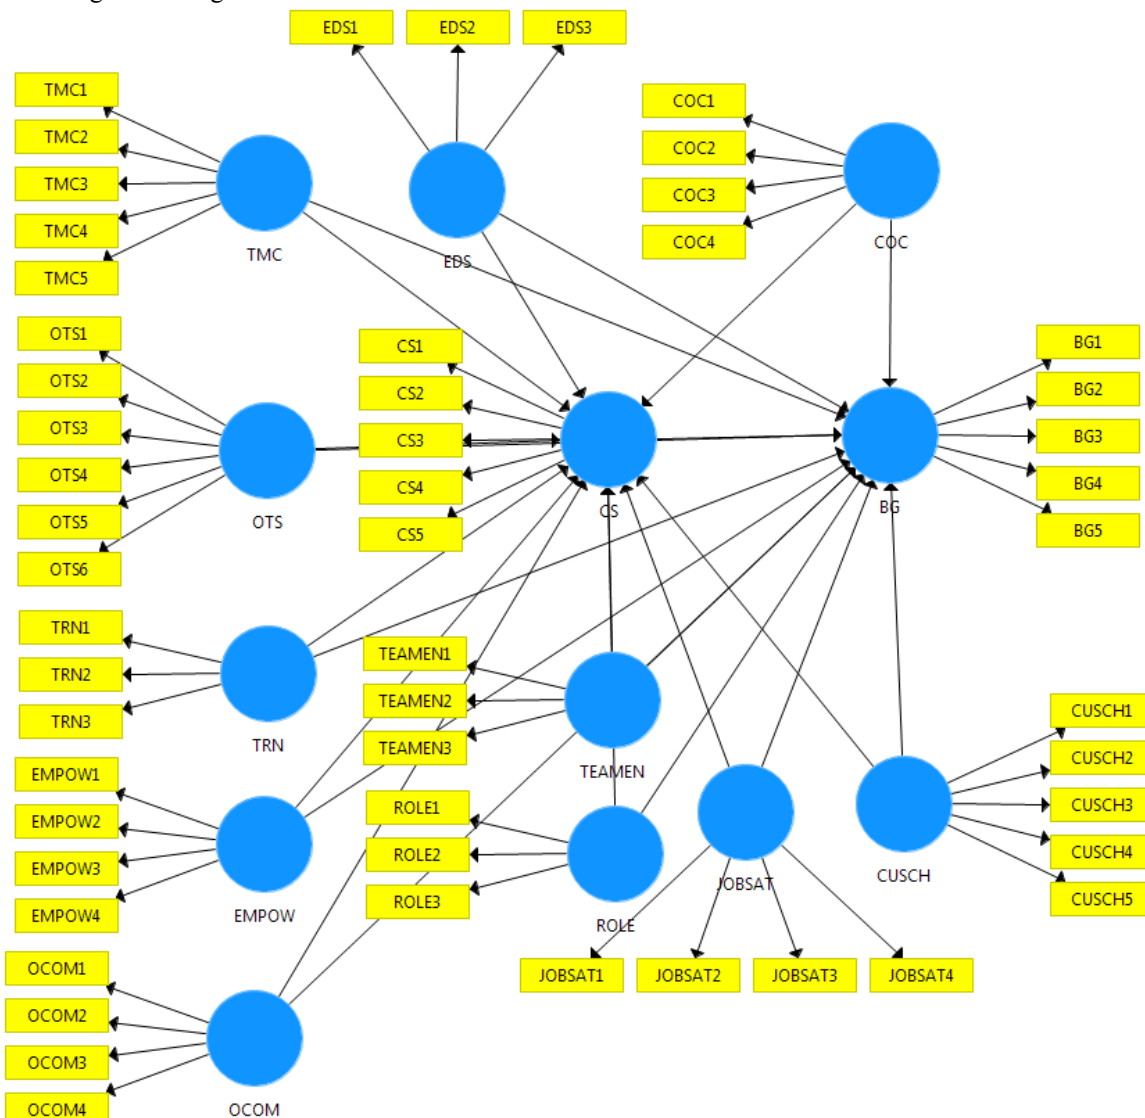 EDS1
EDS2
EDS3
TMC1
TMC2
TMC3
TMC4
TMC5
TMC
EDS
COC1
COC2
COC3
COC4
COC
OTS1
OTS2
OTS3
OTS4
OTS5
OTS6
OTS
CS1
CS2
CS3
CS4
CS5
CS
BG1
BG2
BG3
BG4
BG5
BG
TRN1
TRN2
TRN3
TRN
TEAMEN1
TEAMEN2
TEAMEN3
TEAMEN
EMPOW1
EMPOW2
EMPOW3
EMPOW4
EMPOW
ROLE1
ROLE2
ROLE3
ROLE
JOBSAT
JOBSAT1
JOBSAT2
JOBSAT3
JOBSAT4
CUSCH1
CUSCH2
CUSCH3
CUSCH4
CUSCH5
CUSCH
OCOM1
OCOM2
OCOM3
OCOM4
OCOM